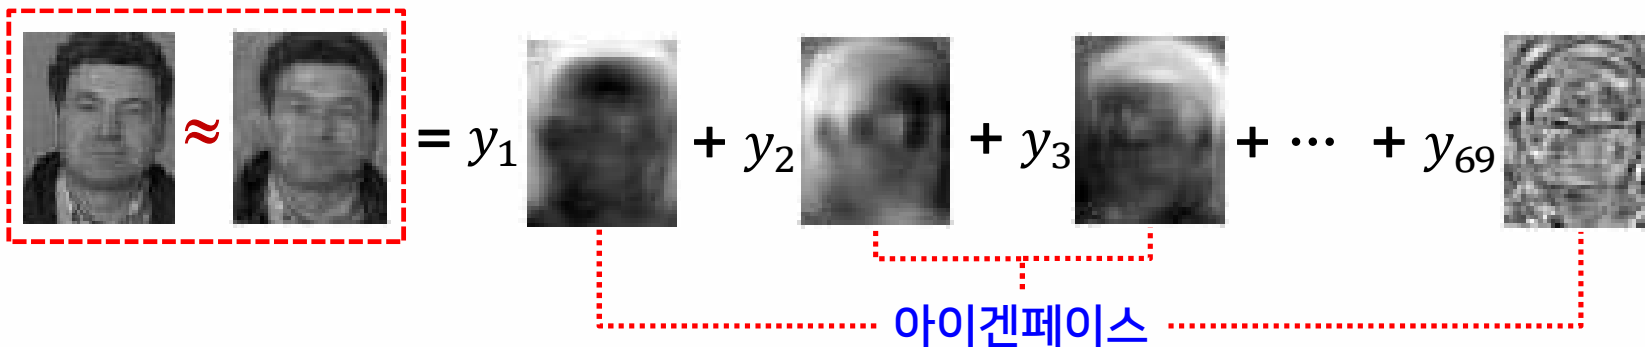 ≈ = y₁ + y₂ + y₃ + ··· + y₆₉
아이겐페이스